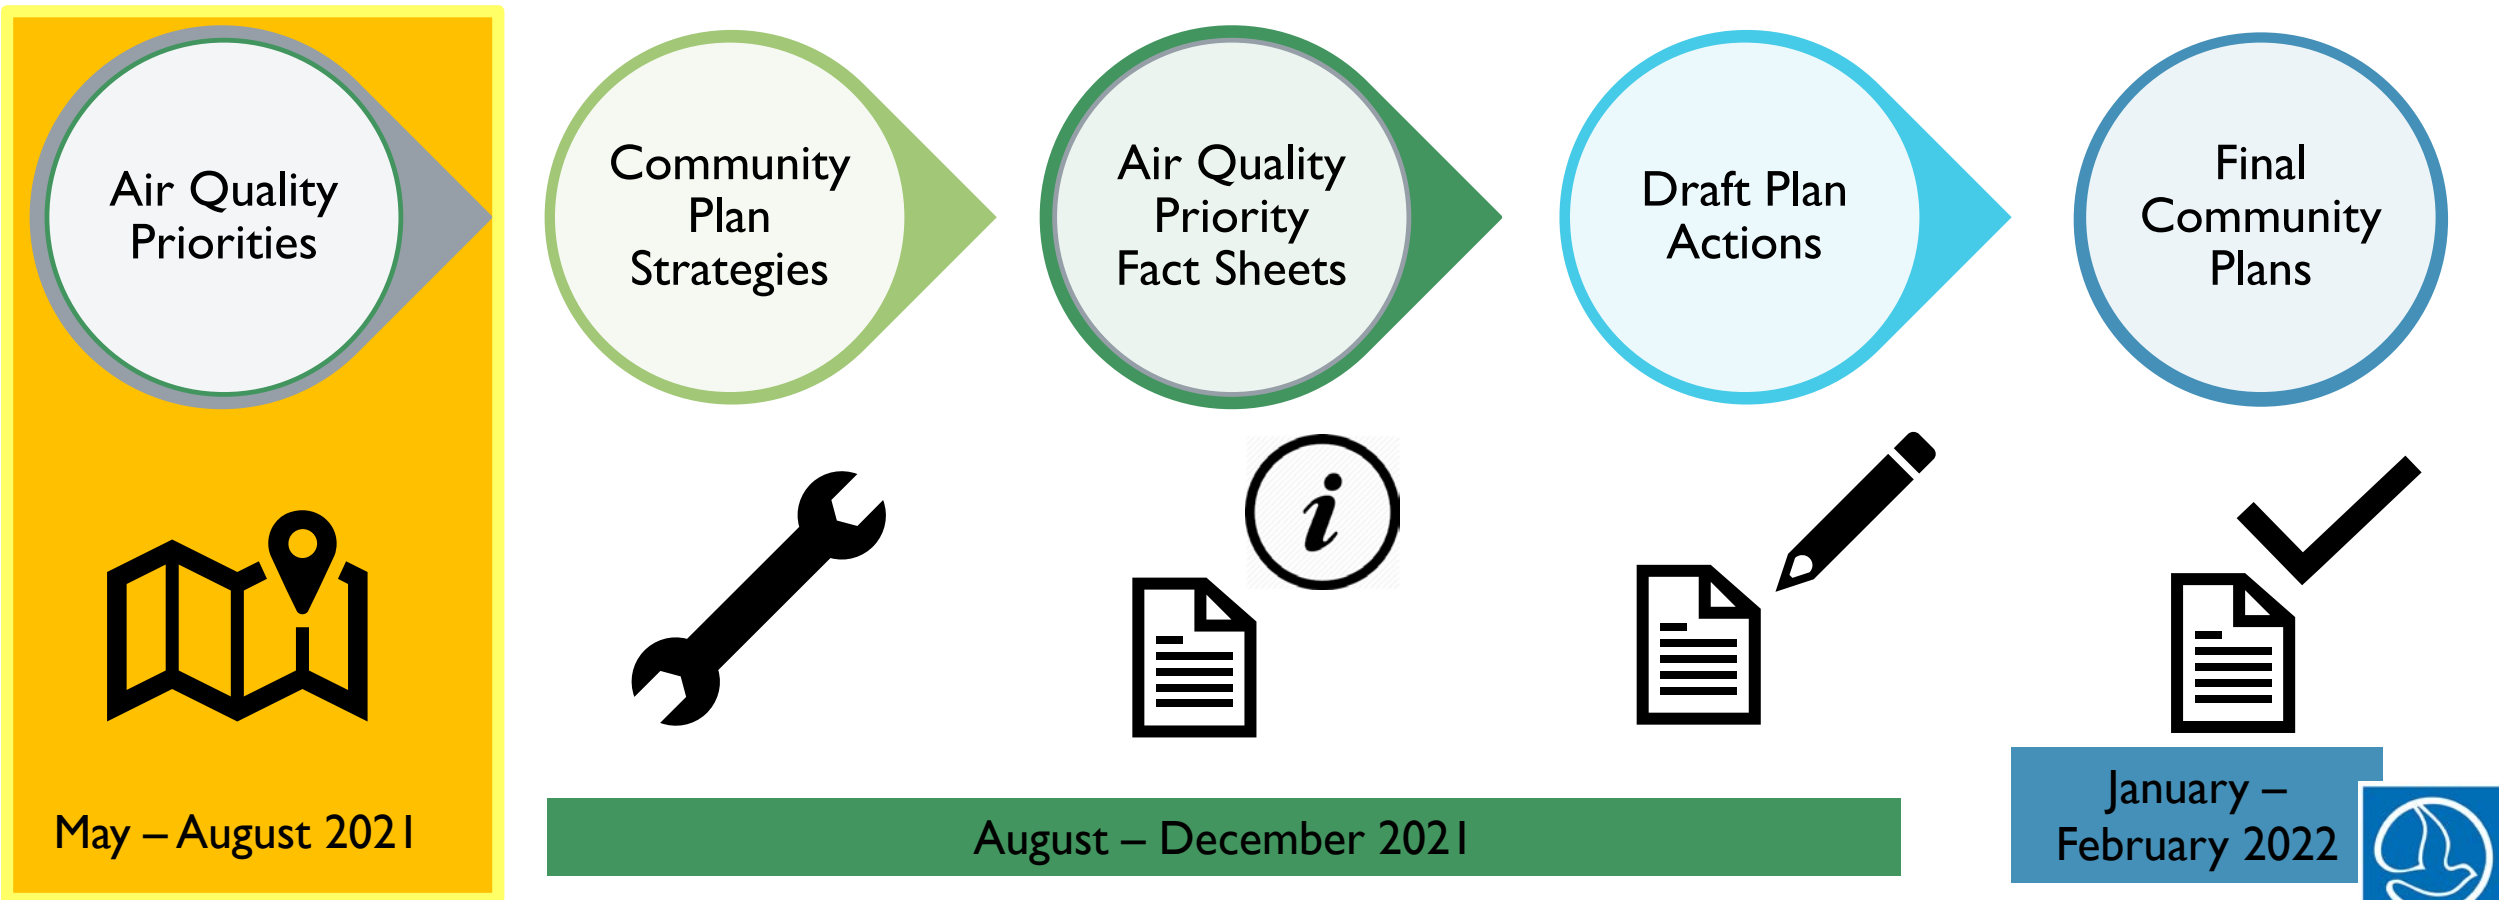 Air Quality
Priorities
Community
Plan
Strategies
Air Quality
Priority
Fact Sheets
Draft Plan
Actions
Final
Community
Plans
i
May – August 2021
August – December 2021
January –
February 2022